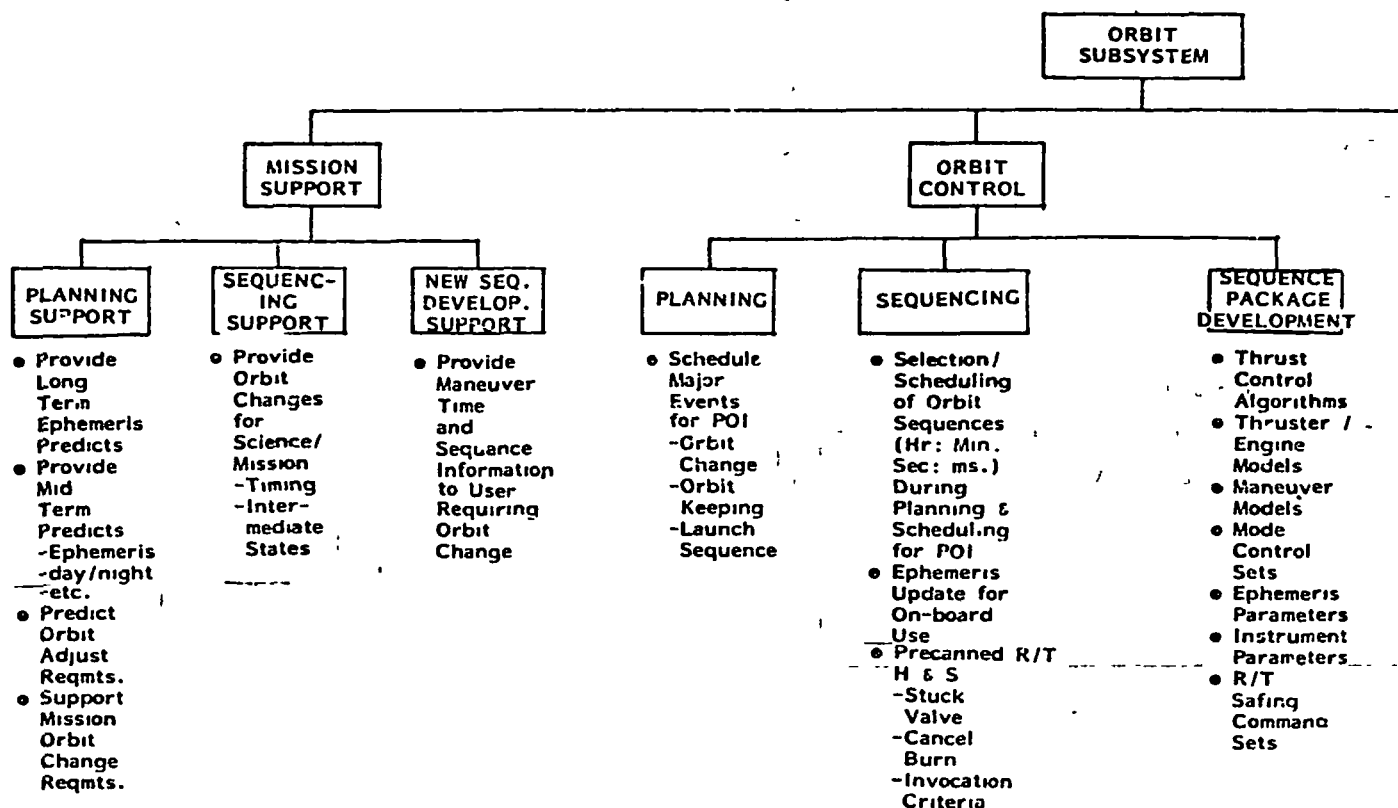 ORBIT
SUBSYSTEM
MISSION
SUPPORT
ORBIT
CONTROL
PLANNING
SUPPORT
● Provide
Long
Term
Ephemeris
Predicts
● Provide
Mid
Term
Predicts
-Ephemeris
-day/night
-etc.
● Predict
Orbit
Adjust
Reqmts.
● Support
Mission
Orbit
Change
Reqmts.
SEQUENC-
ING
SUPPORT
● Provide
Orbit
Changes
for
Science/
Mission
-Timing
-Inter-
mediate
States
NEW SEQ.
DEVELOP.
SUPPORT
● Provide
Maneuver
Time
and
Sequance
Information
to User
Requiring
Orbit
Change
PLANNING
● Schedule
Major
Events
for POI
-Orbit
Change
-Orbit
Keeping
-Launch
Sequence
SEQUENCING
● Selection/
Scheduling
of Orbit
Sequences
(Hr: Min.
Sec: ms.)
During
Planning &
Scheduling
for POI
● Ephemeris
Update for
On-board
Use
● Precanned R/T
H & S
-Stuck
Valve
-Cancel
Burn
-Invocation
Criteria
SEQUENCE
PACKAGE
DEVELOPMENT
● Thrust
Control
Algorithms
● Thruster /
Engine
Models
● Maneuver
Models
● Mode
Control
Sets
● Ephemeris
Parameters
● Instrument
Parameters
● R/T
Safing
Command
Sets